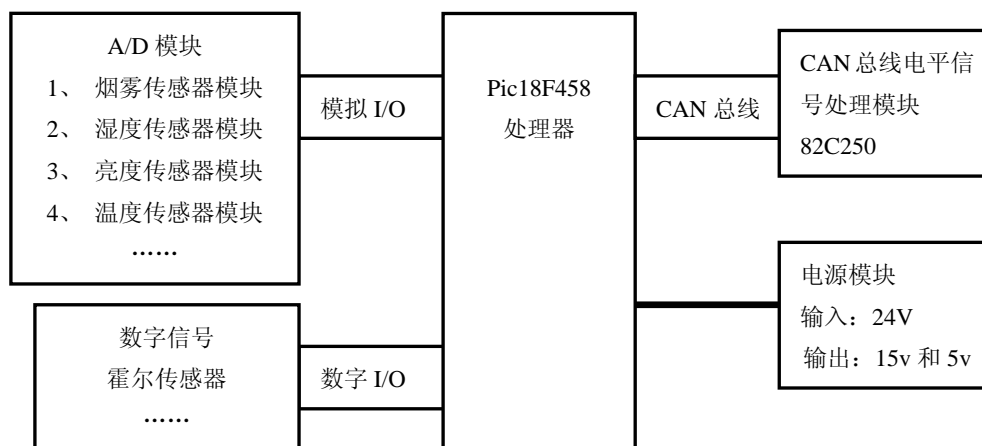 A/D 模块
1、 烟雾传感器模块
2、 湿度传感器模块
3、 亮度传感器模块
4、 温度传感器模块
……
模拟 I/O
数字信号
霍尔传感器
……
数字 I/O
Pic18F458
处理器
CAN 总线
CAN 总线电平信
号处理模块
82C250
电源模块
输入：24V
输出：15v 和 5v